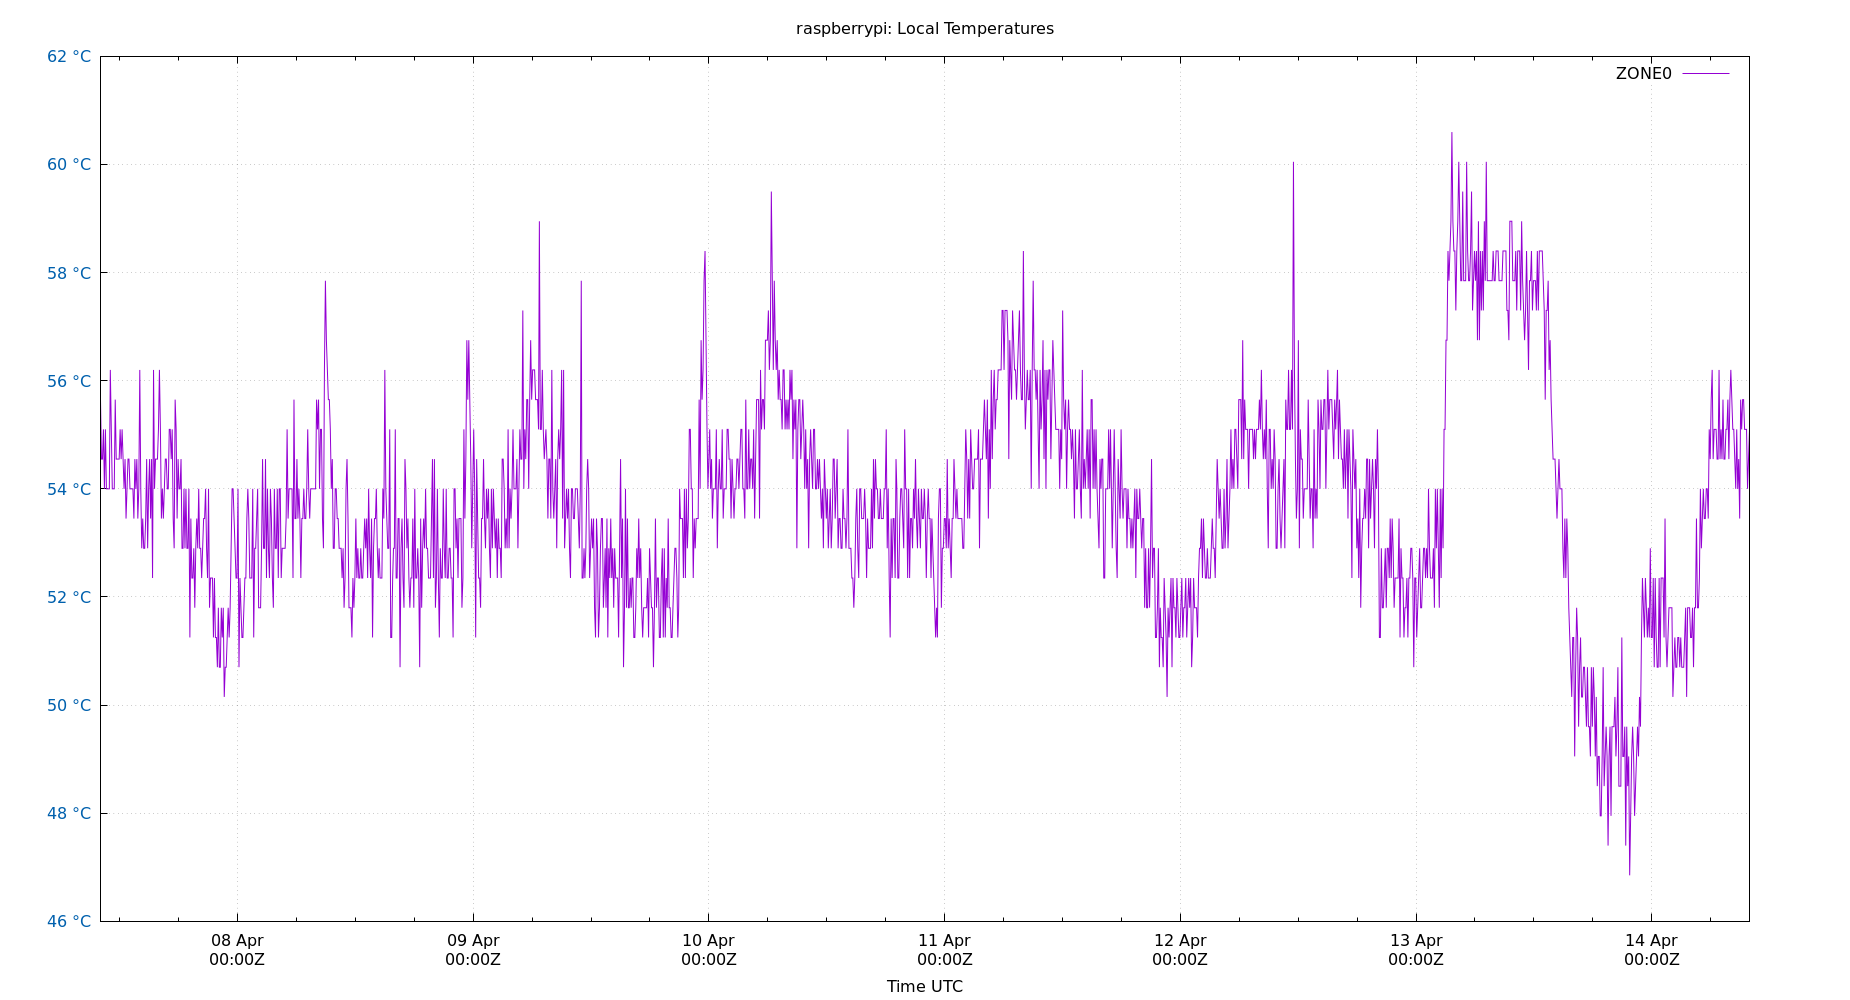 raspberrypi: Local Temperatures
ZONE0
62 °C
60 °C
58 °C
56 °C
54 °C
52 °C
50 °C
48 °C
46 °C
08 Apr 09 Apr 10 Apr 11 Apr 12 Apr 13 Apr 14 Apr
00:00Z 00:00Z 00:00Z 00:00Z 00:00Z 00:00Z 00:00Z
Time UTC